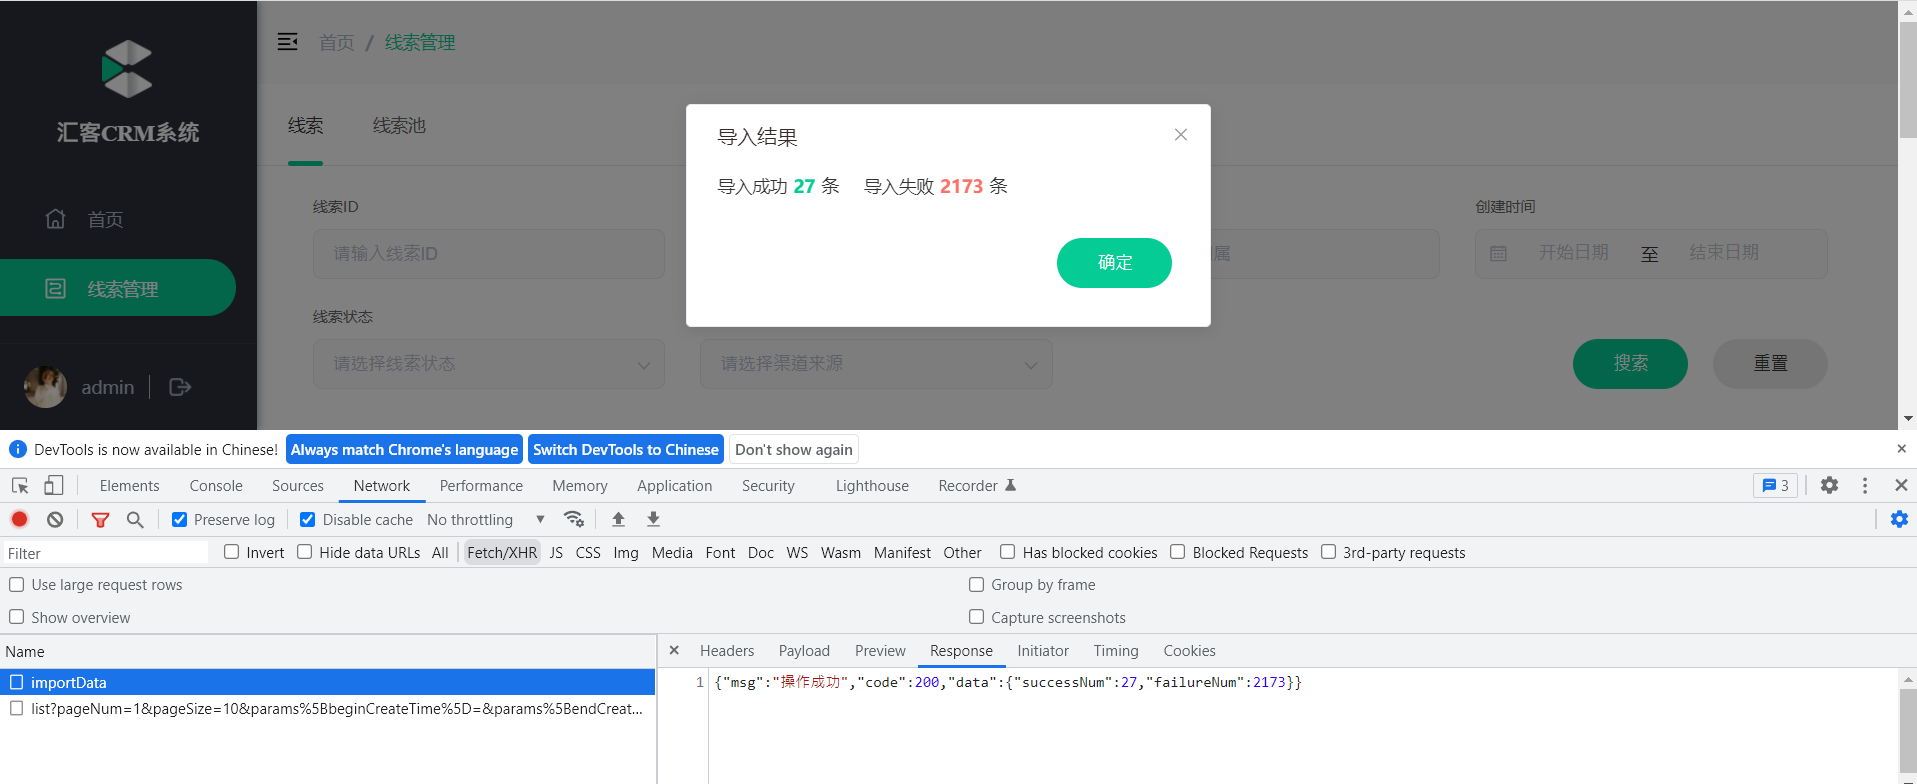 汇客CRM系统
首页
线索管理
admin
首页 / 线索管理
线索 线索池
线索ID
请输入线索ID
属
创建时间
开始日期 至 结束日期
线索状态
请选择线索状态
请选择渠道来源
搜索 重置
导入结果
导入成功 27 条 导入失败 2173 条
确定
DevTools is now available in Chinese! Always match Chrome's language Switch DevTools to Chinese Don't show again
Elements Console Sources Network Performance Memory Application Security Lighthouse Recorder 3
Preserve log Disable cache No throttling
Filter Invert Hide data URLs All Fetch/XHR JS CSS Img Media Font Doc WS Wasm Manifest Other Has blocked cookies Blocked Requests 3rd-party requests
Use large request rows Group by frame
Show overview Capture screenshots
Name
importData
list?pageNum=1&pageSize=10&params%5BbeginCreateTime%5D=&params%5BendCreat...
Headers Payload Preview Response Initiator Timing Cookies
1 {"msg":"操作成功","code":200,"data":{"successNum":27,"failureNum":2173}}